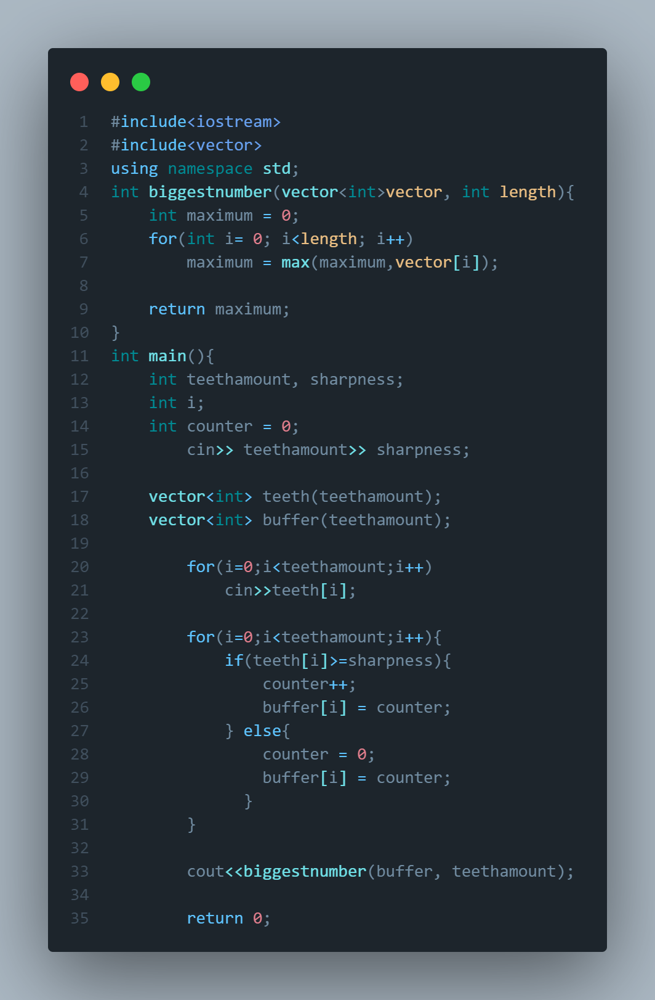 1 #include<iostream>
2 #include<vector>
3 using namespace std;
4 int biggestnumber(vector<int>vector, int length){
5     int maximum = 0;
6     for(int i= 0; i<length; i++)
7         maximum = max(maximum,vector[i]);
8
9     return maximum;
10 }
11 int main(){
12     int teethamount, sharpness;
13     int i;
14     int counter = 0;
15         cin>> teethamount>> sharpness;
16
17     vector<int> teeth(teethamount);
18     vector<int> buffer(teethamount);
19
20         for(i=0;i<teethamount;i++)
21             cin>>teeth[i];
22
23         for(i=0;i<teethamount;i++){
24             if(teeth[i]>=sharpness){
25                 counter++;
26                 buffer[i] = counter;
27             } else{
28                 counter = 0;
29                 buffer[i] = counter;
30               }
31         }
32
33         cout<<biggestnumber(buffer, teethamount);
34
35         return 0;